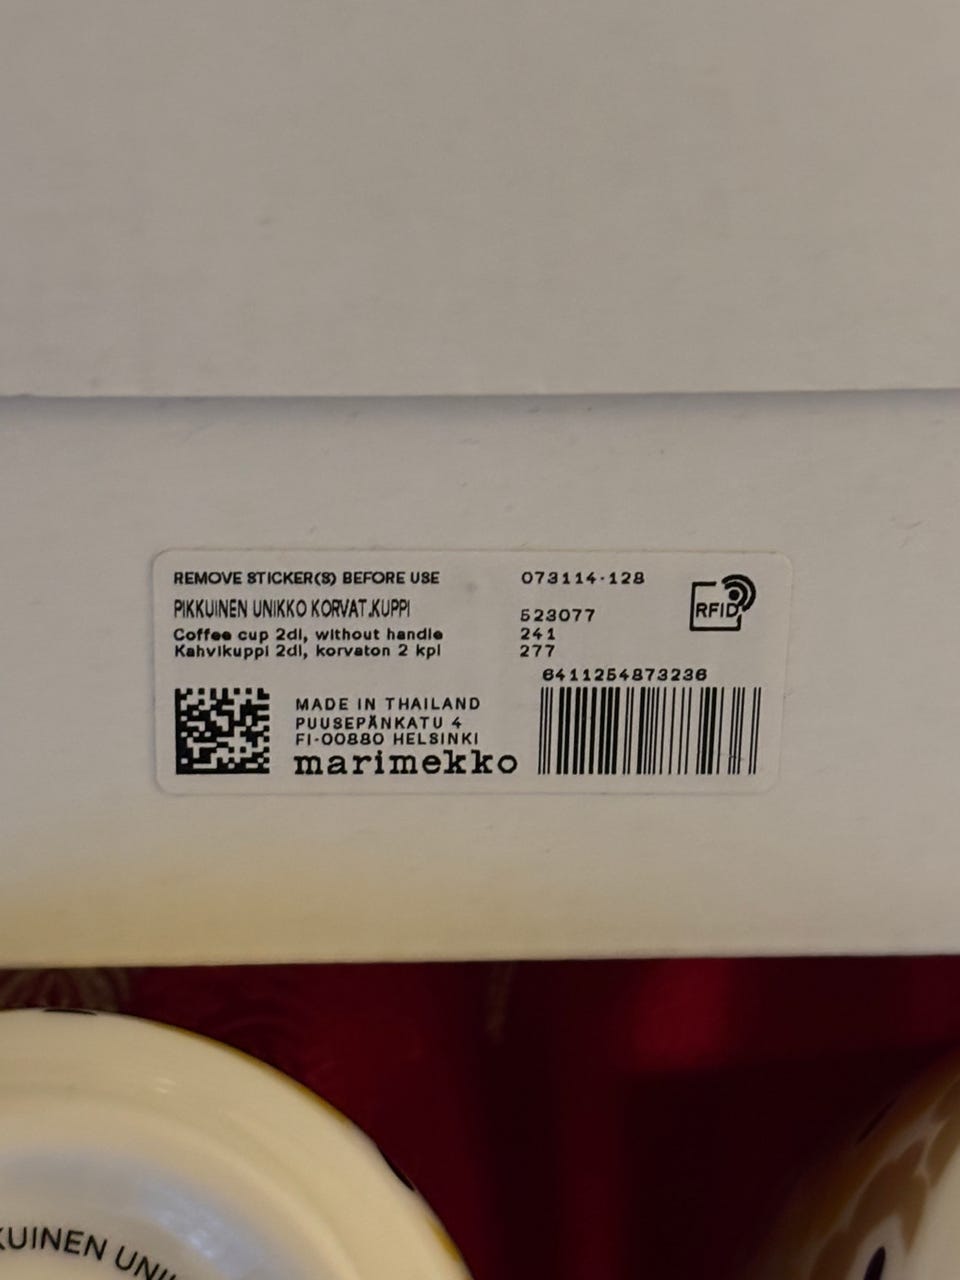 REMOVE STICKER(S) BEFORE USE
073114-128
PIKKUINEN UNIKKO KORVAT.KUPPI
523077
Coffee cup 2dl, without handle
241
Kahvikuppi 2dl, korvaton 2 kpl
277
RFID
6411254873236
MADE IN THAILAND
PUUSEPÄNKATU 4
FI-00880 HELSINKI
marimekko
KUINEN UNI